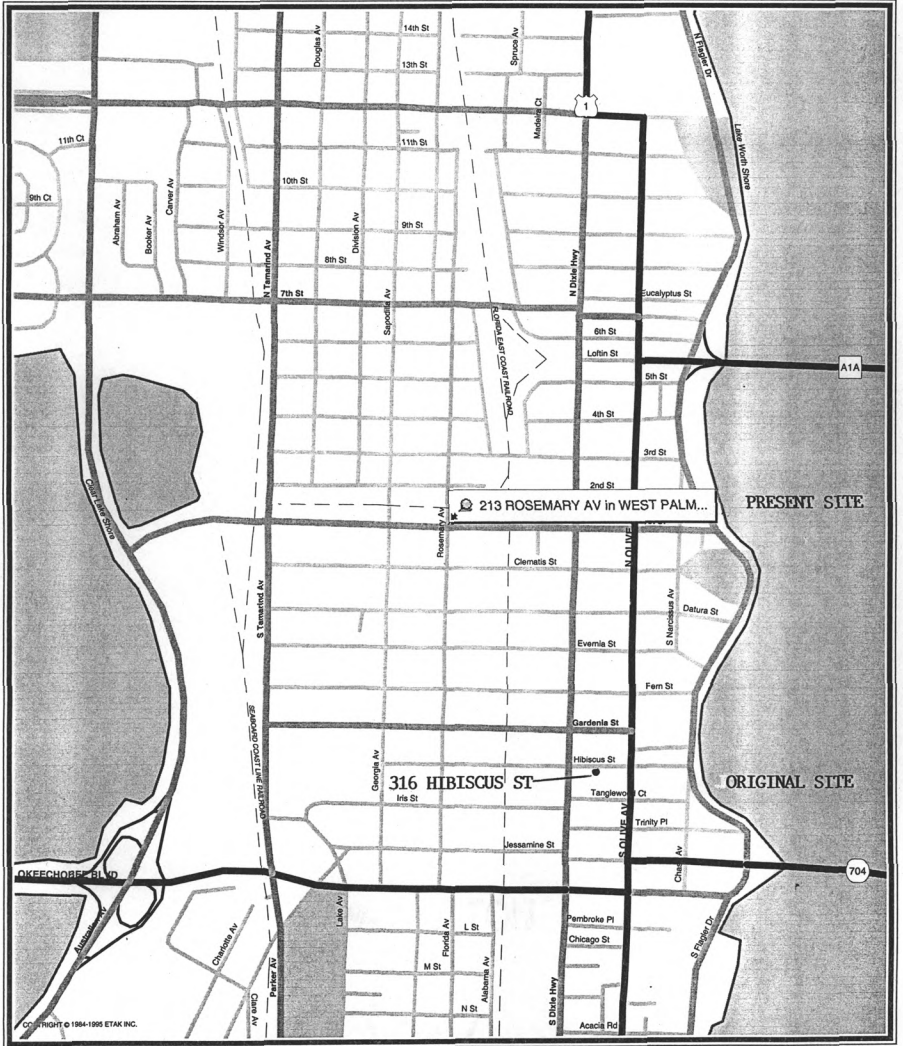 14th St
Douglas Av
Spruce Av
N Flagler Dr
13th St
1
Madeira Ct
Lake Worth Shore
11th Ct
11th St
Carver Av
10th St
9th Ct
Abraham Av
Booker Av
Windsor Av
N Tamarind Av
Division Av
9th St
8th St
N Dixie Hwy
7th St
Eucalyptus St
Sapodilla Av
FLORIDA EAST COAST RAILROAD
6th St
Loftin St
A1A
5th St
4th St
3rd St
2nd St
Clear Lake Shore
213 ROSEMARY AV in WEST PALM...
PRESENT SITE
Rosemary Av
N OLIVE
Clematis St
S Tamarind Av
S Narcissus Av
Datura St
Evernia St
Fern St
SEABOARD COAST LINE RAILROAD
Gardenia St
Georgia Av
Hibiscus St
316 HIBISCUS ST
ORIGINAL SITE
Tanglewood Ct
Iris St
S OLIVE AV
Trinity Pl
Jessamine St
Chase Av
704
OKEECHOBEE BLVD
Lake Av
Australian Av
Charlotte Av
Florida Av
L St
Pembroke Pl
Chicago St
S Flagler Dr
M St
Parker Av
Alabama Av
Clare Av
N St
S Dixie Hwy
Acacia Rd
COPYRIGHT © 1984-1995 ETAK INC.